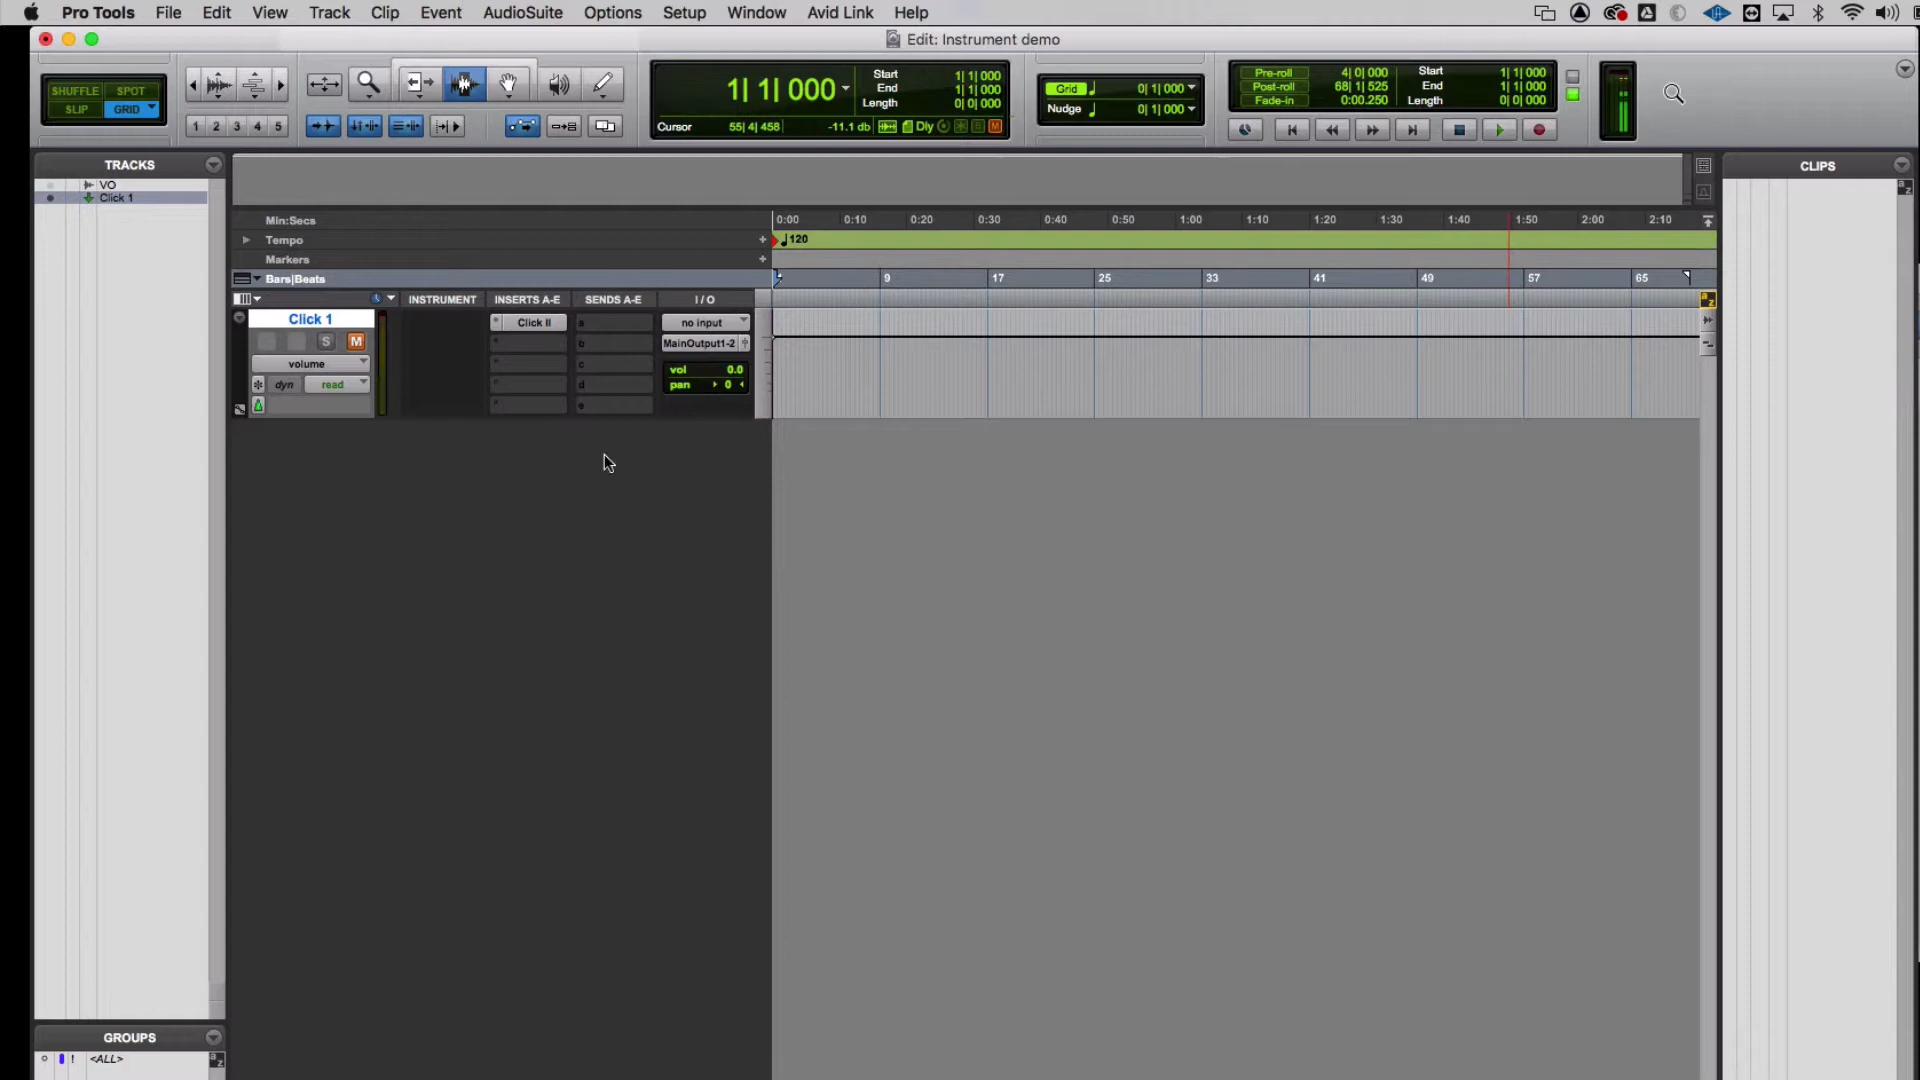 Pro Tools File Edit View Track Clip Event AudioSuite Options Setup Window Avid Link Help
Edit: Instrument demo
SHUFFLE SPOT
SLIP GRID
1 2 3 4 5
1| 1| 000
Start 1| 1| 000
End 1| 1| 000
Length 0| 0| 000
Cursor 55| 4| 458 -11.1 db Dly S M
Grid 0| 1| 000
Nudge 0| 1| 000
Pre-roll 4| 0| 000 Start 1| 1| 000
Post-roll 68| 1| 525 End 1| 1| 000
Fade-in 0:00.250 Length 0| 0| 000
TRACKS
VO
Click 1
CLIPS
a z
Min:Secs 0:00 0:10 0:20 0:30 0:40 0:50 1:00 1:10 1:20 1:30 1:40 1:50 2:00 2:10
Tempo + 120
Markers +
Bars|Beats 9 17 25 33 41 49 57 65
INSTRUMENT INSERTS A-E SENDS A-E I / O
a z
Click 1 Click II a no input
S M b MainOutput1-2
volume c vol 0.0
dyn read d pan 0
e
GROUPS
! <ALL> a z